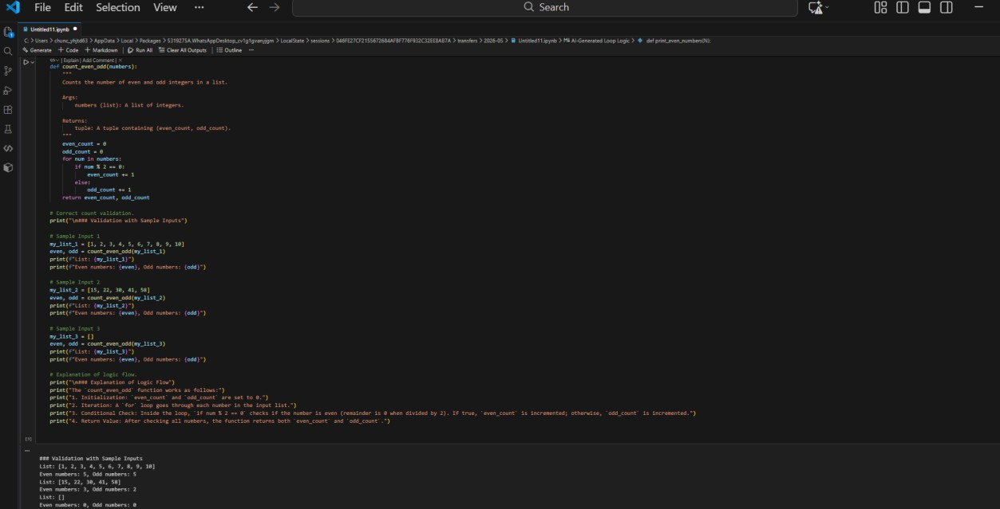 File Edit Selection View ... Search
Untitled11.ipynb
C: > Users > chunc_yhjtd63 > AppData > Local > Packages > 5319275A.WhatsAppDesktop_cv1g1gvanyjgm > LocalState > sessions > > transfers > 2026-05 > Untitled11.ipynb > AI-Generated Loop Logic > def print_even_numbers(N):
Generate + Code + Markdown | Run All Clear All Outputs | Outline ...
| Explain | Add Comment | ×
def count_even_odd(numbers):
"""
Counts the number of even and odd integers in a list.
Args:
numbers (list): A list of integers.
Returns:
tuple: A tuple containing (even_count, odd_count).
"""
even_count = 0
odd_count = 0
for num in numbers:
if num % 2 == 0:
even_count += 1
else:
odd_count += 1
return even_count, odd_count
# Correct count validation.
print("\n### Validation with Sample Inputs")
# Sample Input 1
my_list_1 = [1, 2, 3, 4, 5, 6, 7, 8, 9, 10]
even, odd = count_even_odd(my_list_1)
print(f"List: {my_list_1}")
print(f"Even numbers: {even}, Odd numbers: {odd}")
# Sample Input 2
my_list_2 = [15, 22, 30, 41, 58]
even, odd = count_even_odd(my_list_2)
print(f"List: {my_list_2}")
print(f"Even numbers: {even}, Odd numbers: {odd}")
# Sample Input 3
my_list_3 = []
even, odd = count_even_odd(my_list_3)
print(f"List: {my_list_3}")
print(f"Even numbers: {even}, Odd numbers: {odd}")
# Explanation of logic flow.
print("\n### Explanation of Logic Flow")
print("The `count_even_odd` function works as follows:")
print("1. Initialization: `even_count` and `odd_count` are set to 0.")
print("2. Iteration: A `for` loop goes through each number in the input list.")
print("3. Conditional Check: Inside the loop, `if num % 2 == 0` checks if the number is even (remainder is 0 when divided by 2). If true, `even_count` is incremented; otherwise, `odd_count` is incremented.")
print("4. Return Value: After checking all numbers, the function returns both `even_count` and `odd_count`.")
...
### Validation with Sample Inputs
List: [1, 2, 3, 4, 5, 6, 7, 8, 9, 10]
Even numbers: 5, Odd numbers: 5
List: [15, 22, 30, 41, 58]
Even numbers: 3, Odd numbers: 2
List: []
Even numbers: 0, Odd numbers: 0